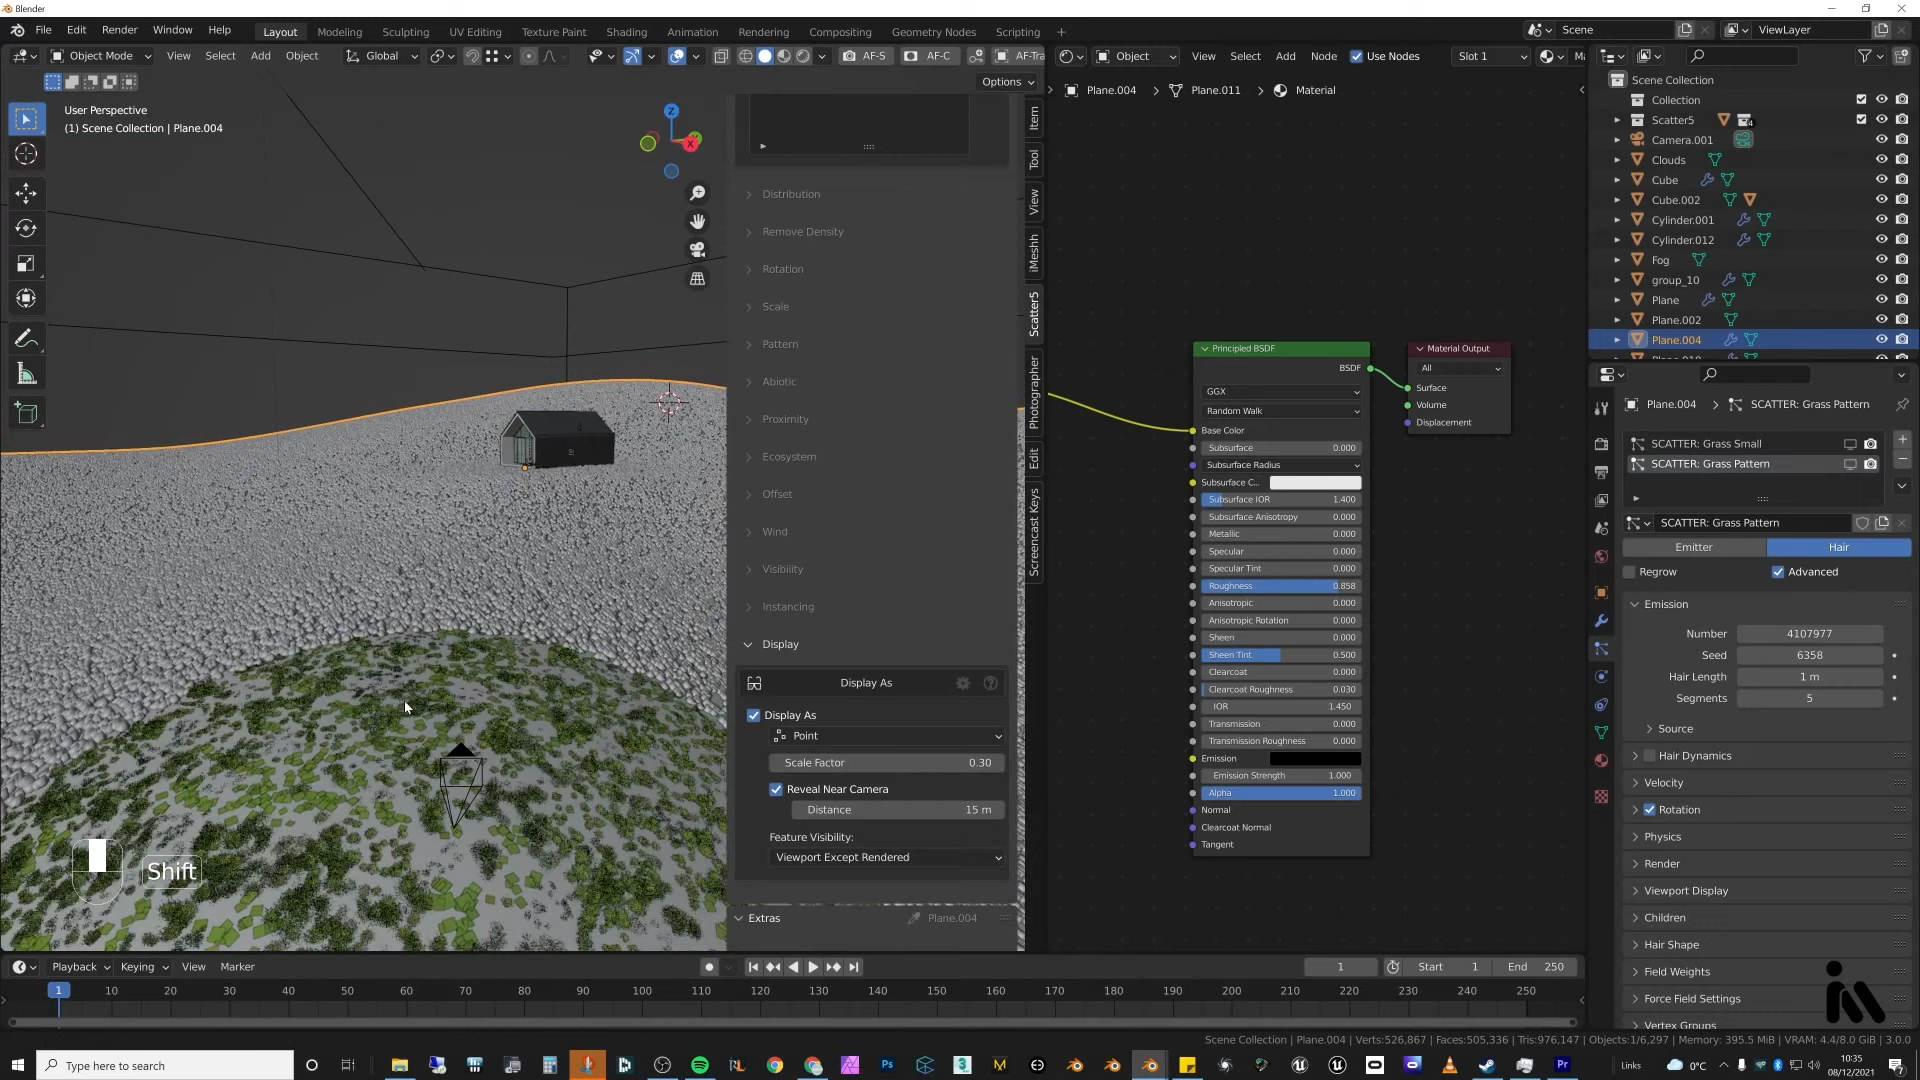 Blender
File Edit Render Window Help Layout Modeling Sculpting UV Editing Texture Paint Shading Animation Rendering Compositing Geometry Nodes Scripting Scene ViewLayer
Object Mode View Select Add Object Global AF-S AF-C AF-Tra Object View Select Add Node Use Nodes Slot 1 Ma
Options
User Perspective
(1) Scene Collection | Plane.004
Z
X
Distribution
Remove Density
Rotation
Scale
Pattern
Abiotic
Proximity
Ecosystem
Offset
Wind
Visibility
Instancing
Display
Display As
Display As
Point
Scale Factor 0.30
Reveal Near Camera
Distance 15 m
Feature Visibility:
Viewport Except Rendered
Extras Plane.004
Shift
Item
Tool
View
iMeshh
Scatter5
Photographer
Edit
Screencast Keys
Plane.004 > Plane.011 > Material
Principled BSDF
BSDF
GGX
Random Walk
Base Color
Subsurface 0.000
Subsurface Radius
Subsurface C...
Subsurface IOR 1.400
Subsurface Anisotropy 0.000
Metallic 0.000
Specular 0.000
Specular Tint 0.000
Roughness 0.858
Anisotropic 0.000
Anisotropic Rotation 0.000
Sheen 0.000
Sheen Tint 0.500
Clearcoat 0.000
Clearcoat Roughness 0.030
IOR 1.450
Transmission 0.000
Transmission Roughness 0.000
Emission
Emission Strength 1.000
Alpha 1.000
Normal
Clearcoat Normal
Tangent
Material Output
All
Surface
Volume
Displacement
Scene Collection
Collection
Scatter5 4
Camera.001
Clouds
Cube
Cube.002
Cylinder.001
Cylinder.012
Fog
group_10
Plane
Plane.002
Plane.004
Plane.004 > SCATTER: Grass Pattern
SCATTER: Grass Small
SCATTER: Grass Pattern
SCATTER: Grass Pattern
Emitter Hair
Regrow Advanced
Emission
Number 4107977
Seed 6358
Hair Length 1 m
Segments 5
Source
Hair Dynamics
Velocity
Rotation
Physics
Render
Viewport Display
Children
Hair Shape
Field Weights
Force Field Settings
Vertex Groups
Playback Keying View Marker 1 Start 1 End 250
1 10 20 30 40 50 60 70 80 90 100 110 120 130 140 150 160 170 180 190 200 210 220 230 240 250
Scene Collection | Plane.004 | Verts:526,867 | Faces:505,336 | Tris:976,147 | Objects:1/6,297 | Memory: 395.5 MiB | VRAM: 4.4/8.0 GiB | 3.0.0
Type here to search Links 0°C 10:35
08/12/2021